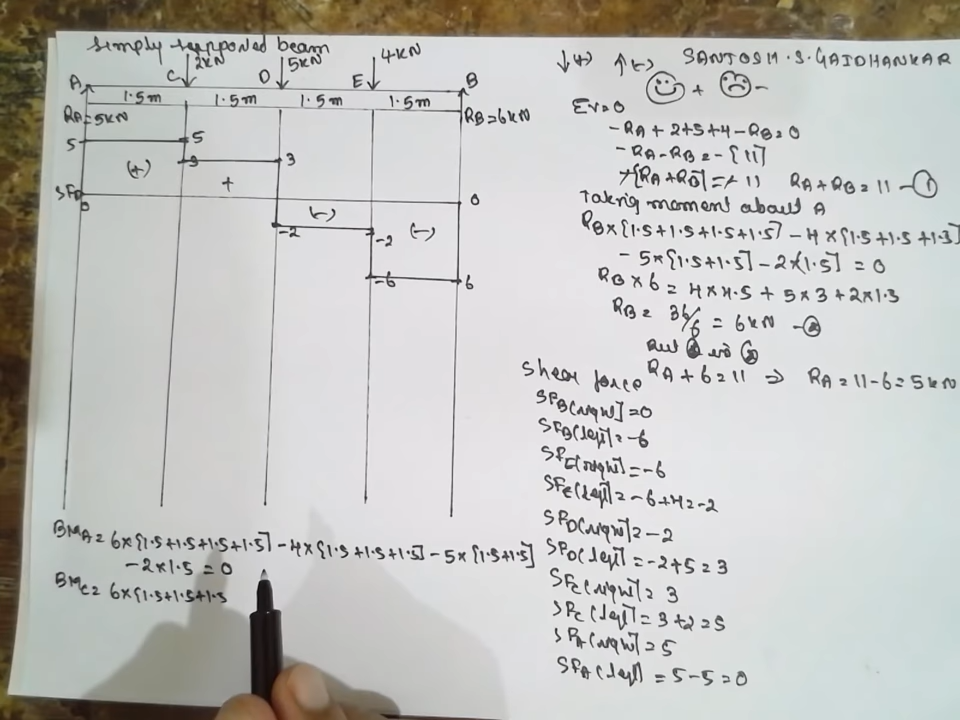 Simply supported beam
2kN 5kN 4kN
A C D E B
1.5m 1.5m 1.5m 1.5m
RA=5kN RB=6kN
5 5
(+) 3 3
+
SFD
0 0
(-) (-)
-2 -2
-6 6
BMA= 6×[1.5+1.5+1.5+1.5] -4×[1.5+1.5+1.5] -5×[1.5+1.5]
-2×1.5 = 0
BMC= 6×[1.5+1.5+1.5
↓(+) ↑(-) SANTOSH.S.GAIDHANKAR
+ -
Ev=0
-RA+2+5+4-RB=0
-RA-RB=-[11]
+[RA+RB]=+11 RA+RB=11-①
Taking moment about A
RB×[1.5+1.5+1.5+1.5]-4×[1.5+1.5+1.5]
-5×[1.5+1.5]-2×[1.5]=0
RB×6=4×4.5+5×3+2×1.5
RB= 36/6 = 6kN -②
RA+6=11 ⇒ RA=11-6=5kN
Shear force
SFB[right]=0
SFB[left]=-6
SFE[right]=-6
SFE[left]=-6+4=-2
SFD[right]=-2
SFD[left]=-2+5=3
SFC[right]=3
SFC[left]=3+2=5
SFA[right]=5
SFA[left]=5-5=0